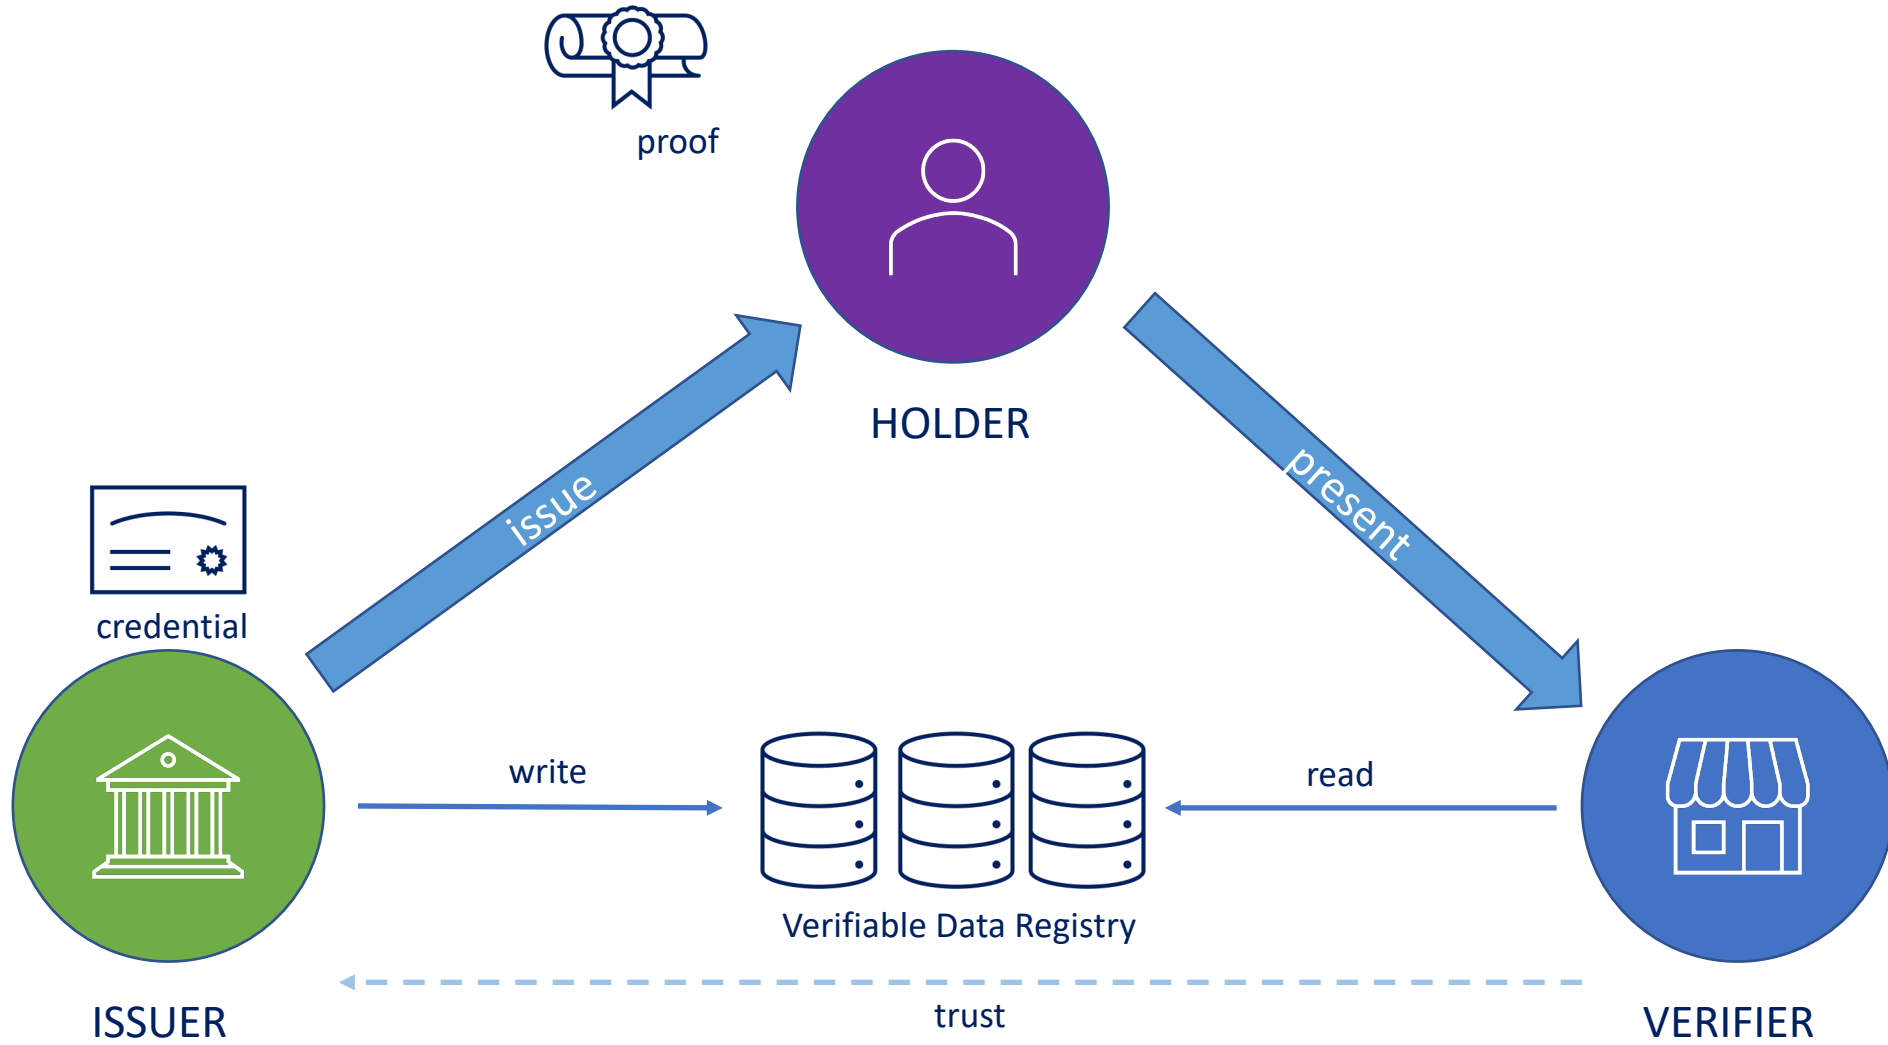 proof
HOLDER
issue
present
credential
write
read
Verifiable Data Registry
trust
ISSUER
VERIFIER